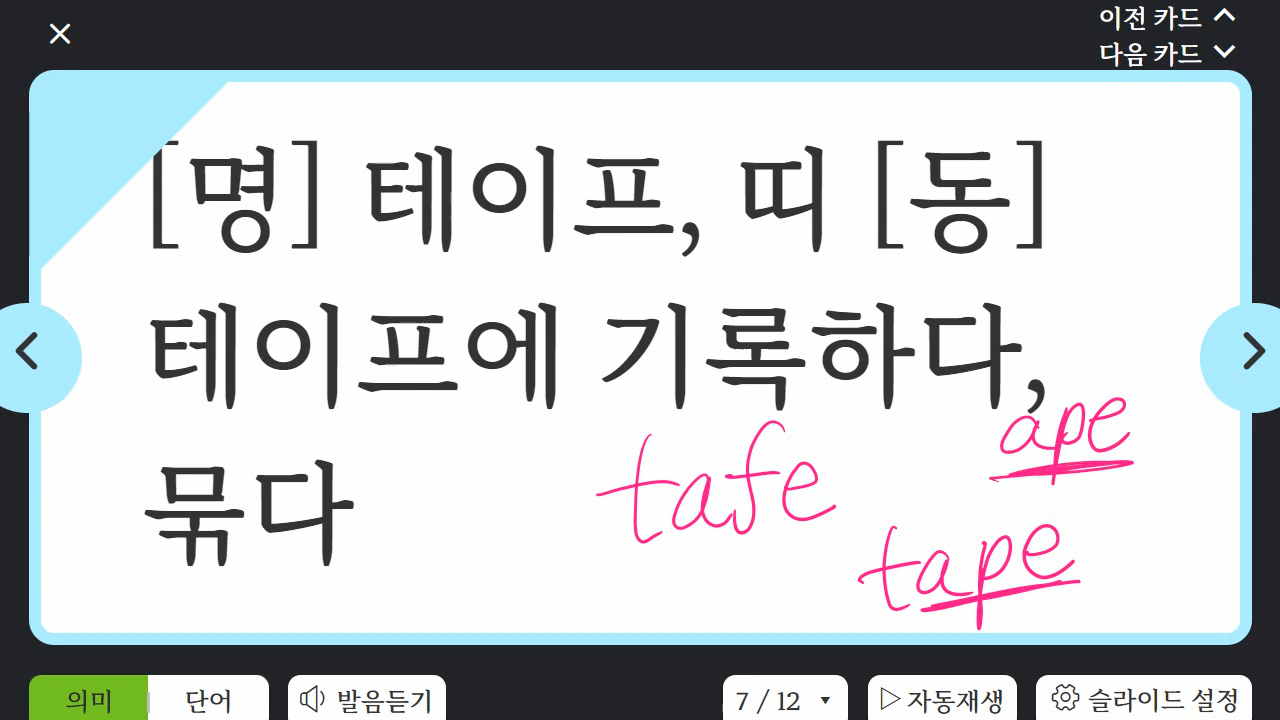 이전 카드
다음 카드
[명] 테이프, 띠 [동]
테이프에 기록하다,
묶다
ape
tafe
tape
의미
단어
발음듣기
7 / 12
자동재생
슬라이드 설정